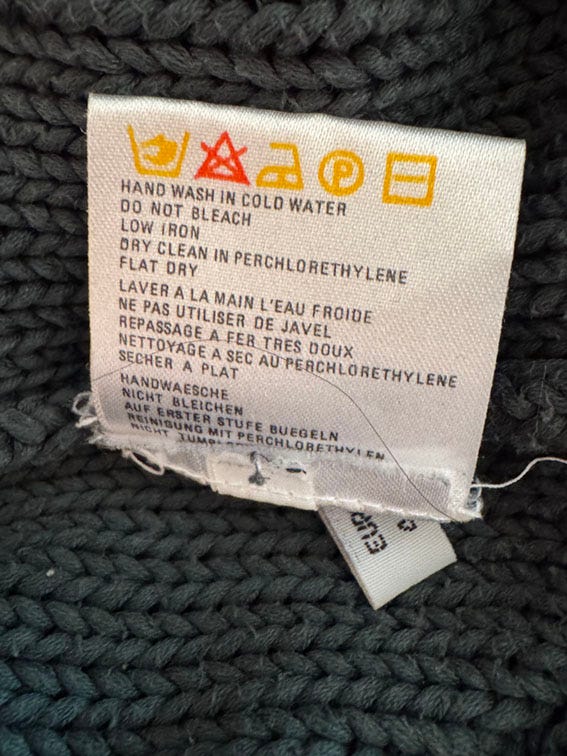 P
HAND WASH IN COLD WATER
DO NOT BLEACH
LOW IRON
DRY CLEAN IN PERCHLORETHYLENE
FLAT DRY
LAVER A LA MAIN L'EAU FROIDE
NE PAS UTILISER DE JAVEL
REPASSAGE A FER TRES DOUX
NETTOYAGE A SEC AU PERCHLORETHYLENE
SECHER A PLAT
HANDWAESCHE
NICHT BLEICHEN
AUF ERSTER STUFE BUEGELN
REINIGUNG MIT PERCHLORETHYLEN
NICHT